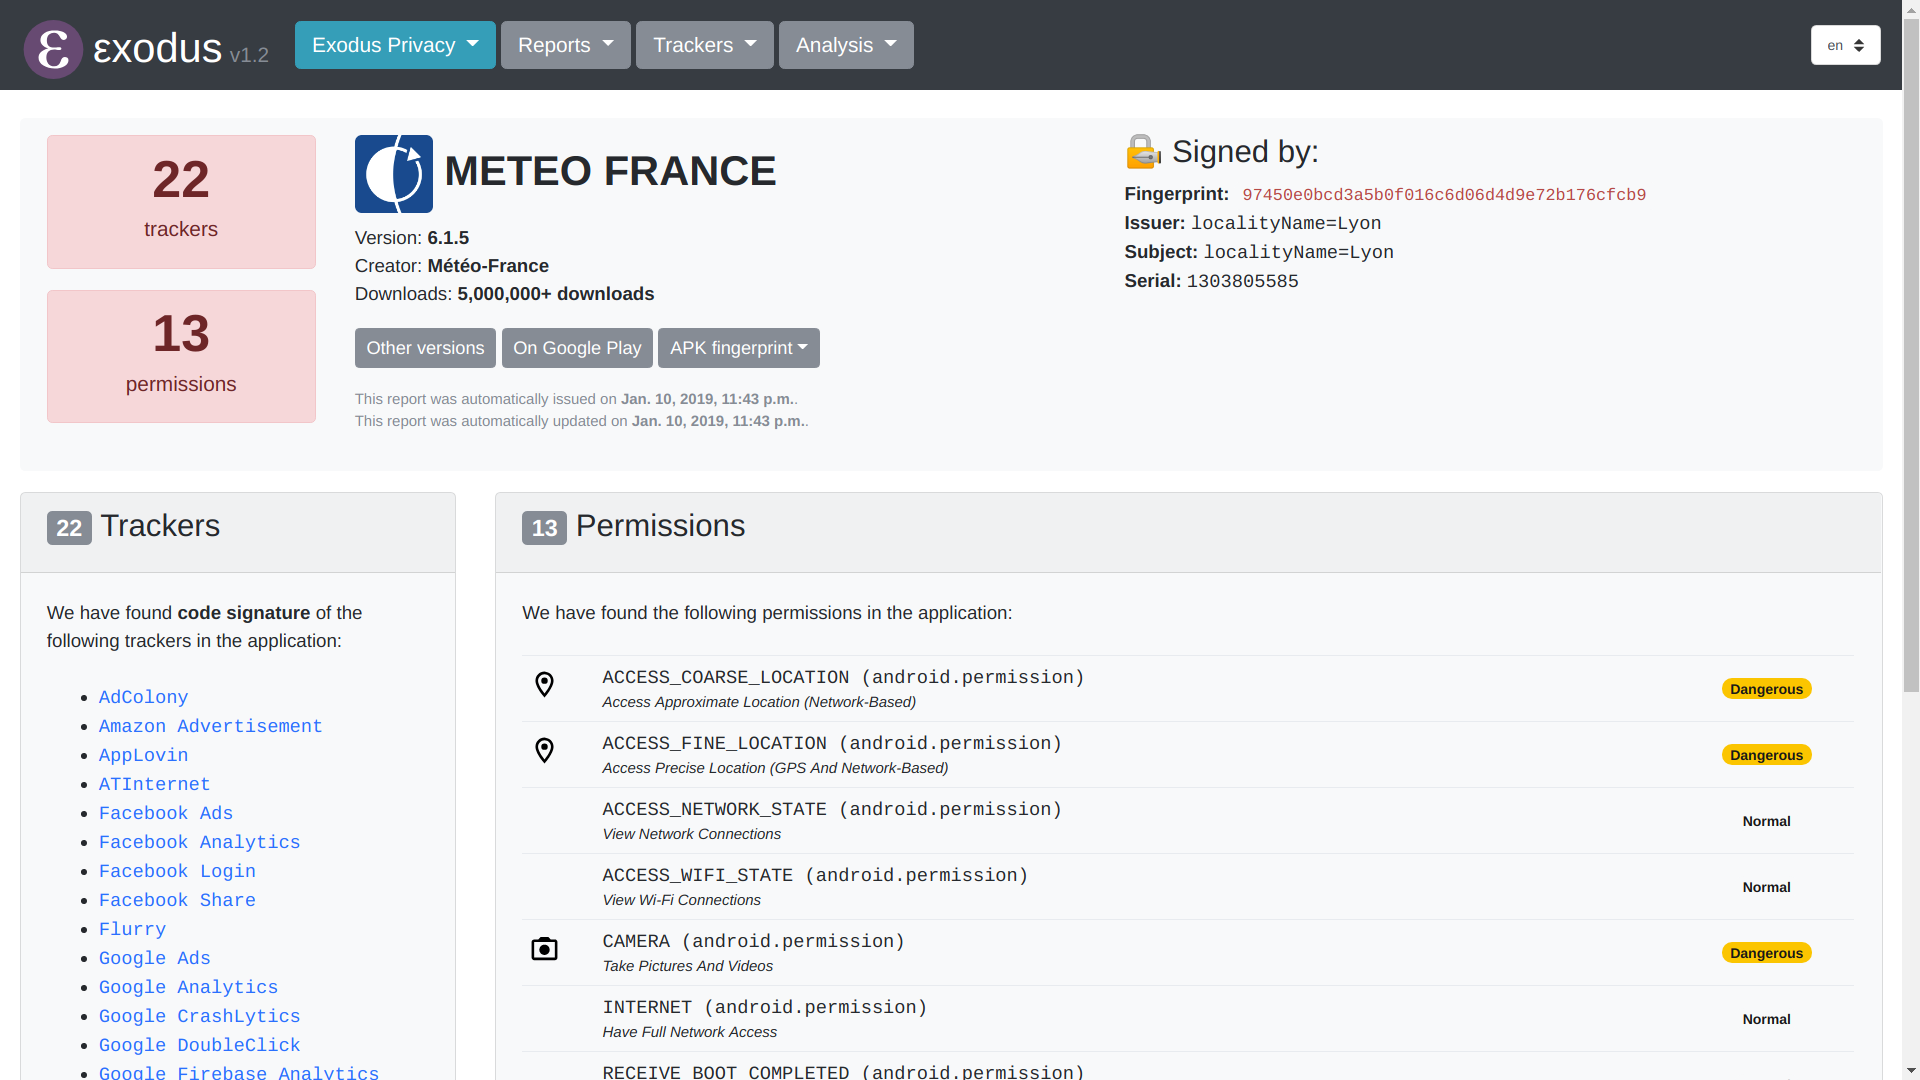 εxodus v1.2
Exodus Privacy
Reports
Trackers
Analysis
en
22
trackers
13
permissions
METEO FRANCE
Version: 6.1.5
Creator: Météo-France
Downloads: 5,000,000+ downloads
Other versions
On Google Play
APK fingerprint
This report was automatically issued on Jan. 10, 2019, 11:43 p.m..
This report was automatically updated on Jan. 10, 2019, 11:43 p.m..
Signed by:
Fingerprint: 97450e0bcd3a5b0f016c6d06d4d9e72b176cfcb9
Issuer: localityName=Lyon
Subject: localityName=Lyon
Serial: 1303805585
22 Trackers
We have found code signature of the
following trackers in the application:
AdColony
Amazon Advertisement
AppLovin
ATInternet
Facebook Ads
Facebook Analytics
Facebook Login
Facebook Share
Flurry
Google Ads
Google Analytics
Google CrashLytics
Google DoubleClick
Google Firebase Analytics
13 Permissions
We have found the following permissions in the application:
ACCESS_COARSE_LOCATION (android.permission)
Access Approximate Location (Network-Based)
Dangerous
ACCESS_FINE_LOCATION (android.permission)
Access Precise Location (GPS And Network-Based)
Dangerous
ACCESS_NETWORK_STATE (android.permission)
View Network Connections
Normal
ACCESS_WIFI_STATE (android.permission)
View Wi-Fi Connections
Normal
CAMERA (android.permission)
Take Pictures And Videos
Dangerous
INTERNET (android.permission)
Have Full Network Access
Normal
RECEIVE_BOOT_COMPLETED (android.permission)